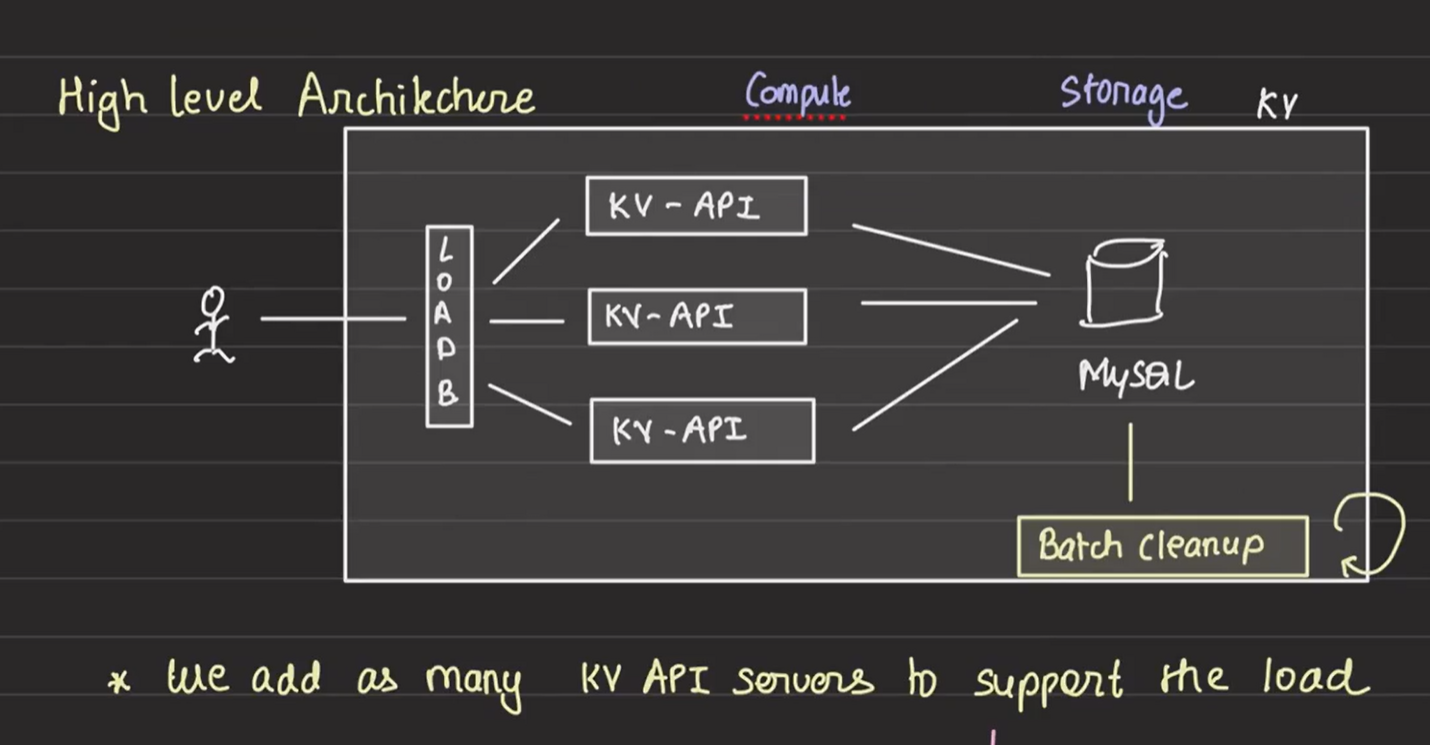 High level Architecture
Compute
Storage
KV
LOAD B
KV - API
KV - API
KV - API
MySQL
Batch cleanup
* We add as many KV API servers to support the load